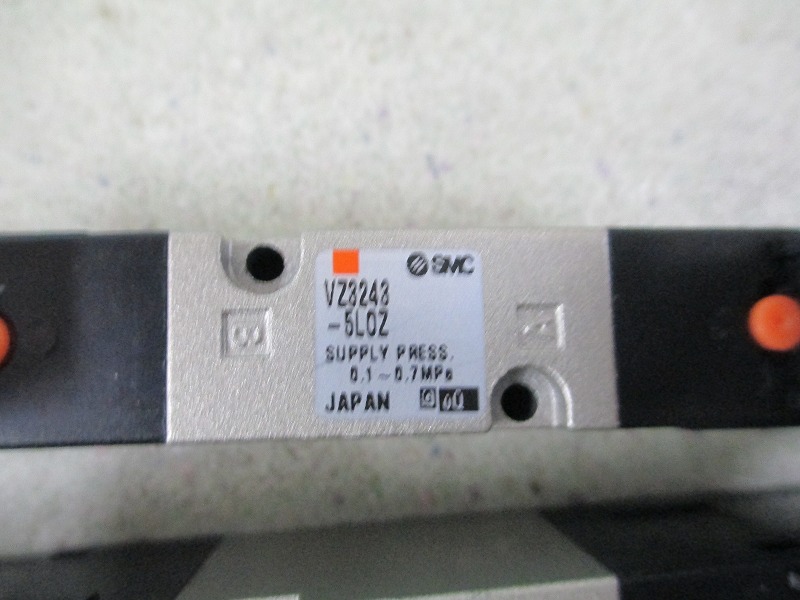 SMC
VZ3243
-5LOZ
SUPPLY PRESS.
0.1~0.7MPa
JAPAN
B
A